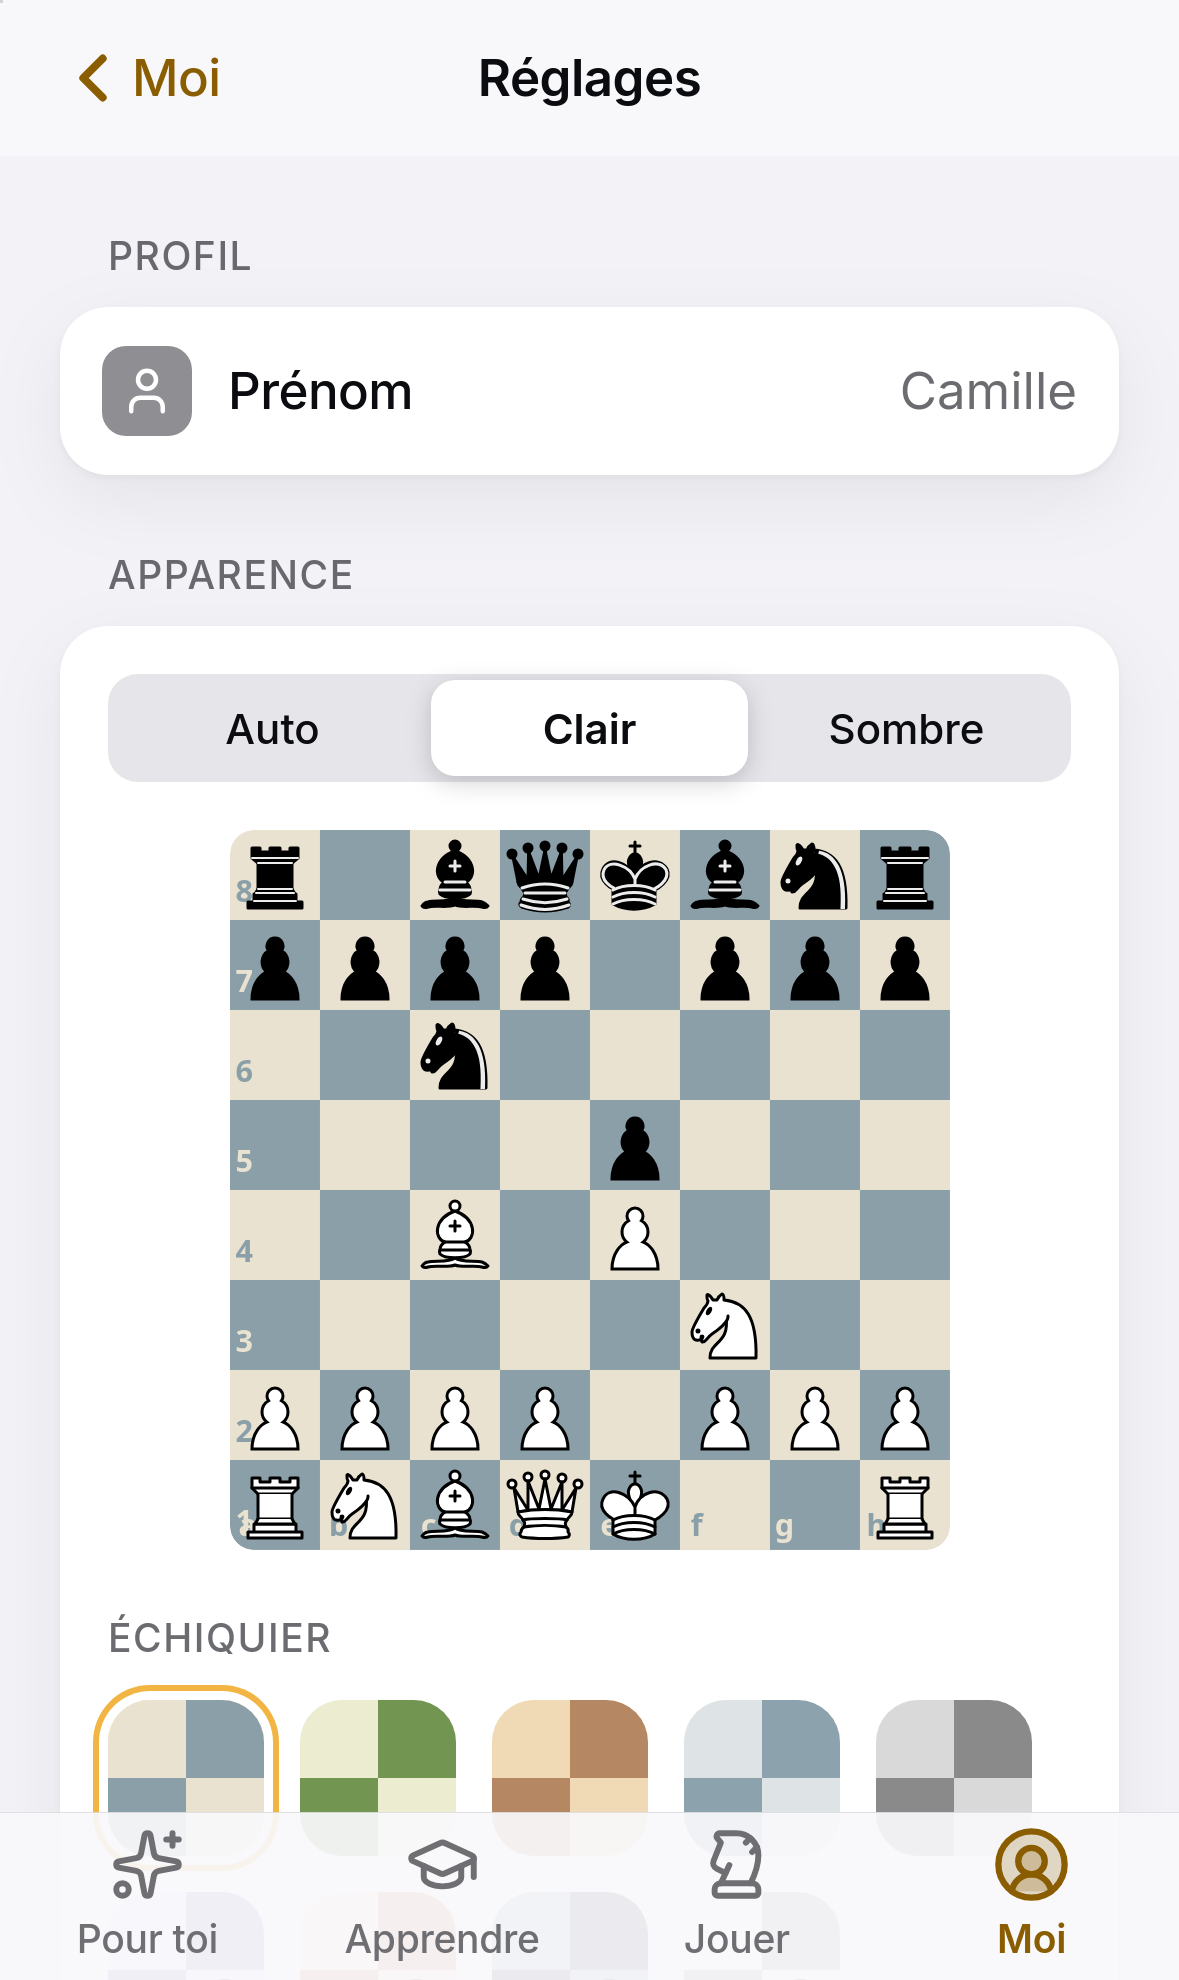 Moi
Réglages
PROFIL
Prénom
Camille
APPARENCE
Auto
Clair
Sombre
8
7
6
5
4
3
2
1
b
c
d
e
f
g
h
ÉCHIQUIER
Pour toi
Apprendre
Jouer
Moi